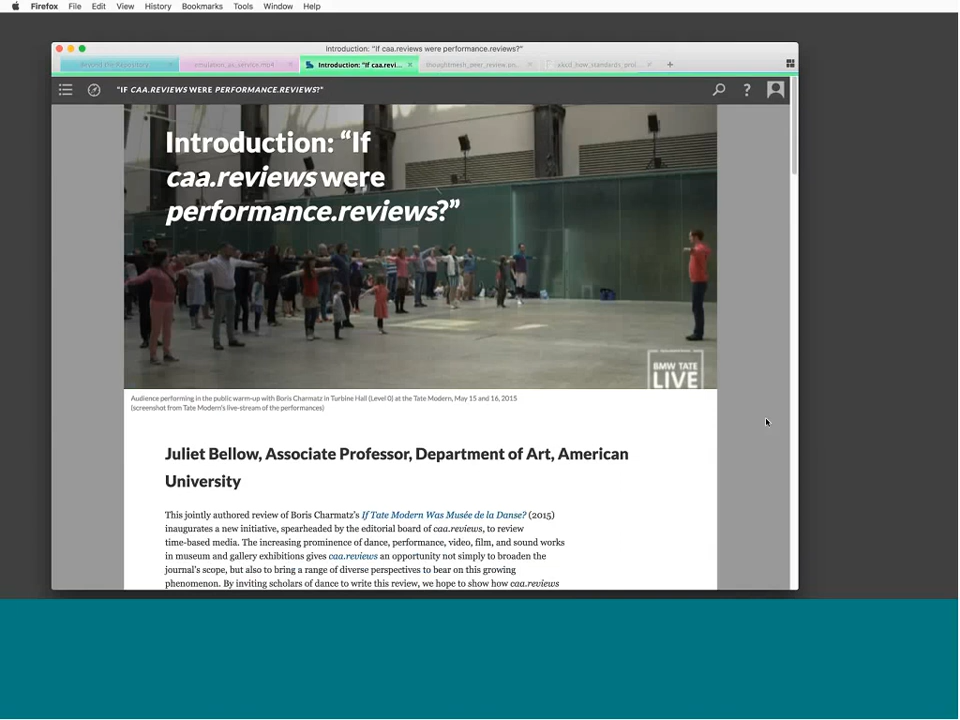 Firefox File Edit View History Bookmarks Tools Window Help
Introduction: "If caa.reviews were performance.reviews?"
Beyond the Repository
emulation_as_service.mp4
Introduction: "If caa.revi...
thoughtmesh_peer_review.on...
xkcd_how_standards_prol...
"IF CAA.REVIEWS WERE PERFORMANCE.REVIEWS?"
Introduction: “If
caa.reviews were
performance.reviews?”
BMW TATE
LIVE
Audience performing in the public warm-up with Boris Charmatz in Turbine Hall (Level 0) at the Tate Modern, May 15 and 16, 2015
(screenshot from Tate Modern's live-stream of the performances)
Juliet Bellow, Associate Professor, Department of Art, American
University
This jointly authored review of Boris Charmatz’s If Tate Modern Was Musée de la Danse? (2015)
inaugurates a new initiative, spearheaded by the editorial board of caa.reviews, to review
time-based media. The increasing prominence of dance, performance, video, film, and sound works
in museum and gallery exhibitions gives caa.reviews an opportunity not simply to broaden the
journal’s scope, but also to bring a range of diverse perspectives to bear on this growing
phenomenon. By inviting scholars of dance to write this review, we hope to show how caa.reviews